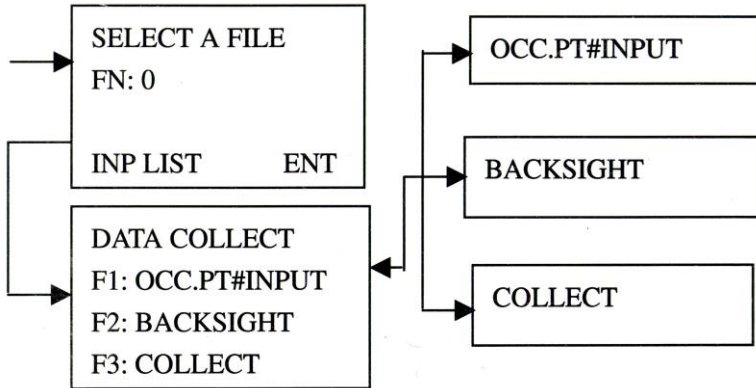 SELECT A FILE
FN: 0
INP LIST ENT
DATA COLLECT
F1: OCC.PT#INPUT
F2: BACKSIGHT
F3: COLLECT
OCC.PT#INPUT
BACKSIGHT
COLLECT